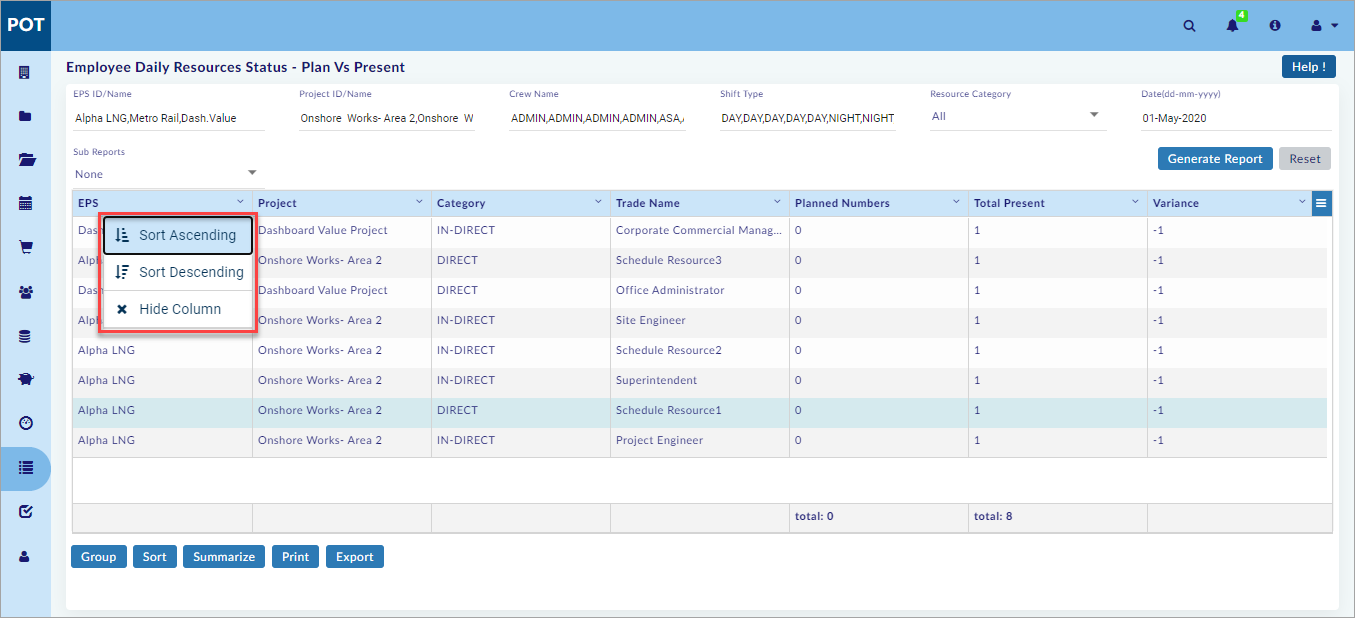 POT
4
Employee Daily Resources Status - Plan Vs Present
Help !
EPS ID/Name
Project ID/Name
Crew Name
Shift Type
Resource Category
Date(dd-mm-yyyy)
Alpha LNG,Metro Rail,Dash.Value
Onshore Works- Area 2,Onshore W
ADMIN,ADMIN,ADMIN,ADMIN,ASA,
DAY,DAY,DAY,DAY,DAY,NIGHT,NIGHT
All
01-May-2020
Sub Reports
None
Generate Report
Reset
EPS Project Category Trade Name Planned Numbers Total Present Variance
Das Dashboard Value Project IN-DIRECT Corporate Commercial Manag... 0 1 -1
Sort Ascending
Alph Onshore Works- Area 2 DIRECT Schedule Resource3 0 1 -1
Sort Descending
Das Dashboard Value Project DIRECT Office Administrator 0 1 -1
Hide Column
Alph Onshore Works- Area 2 IN-DIRECT Site Engineer 0 1 -1
Alpha LNG Onshore Works- Area 2 IN-DIRECT Schedule Resource2 0 1 -1
Alpha LNG Onshore Works- Area 2 IN-DIRECT Superintendent 0 1 -1
Alpha LNG Onshore Works- Area 2 DIRECT Schedule Resource1 0 1 -1
Alpha LNG Onshore Works- Area 2 IN-DIRECT Project Engineer 0 1 -1
total: 0 total: 8
Group Sort Summarize Print Export